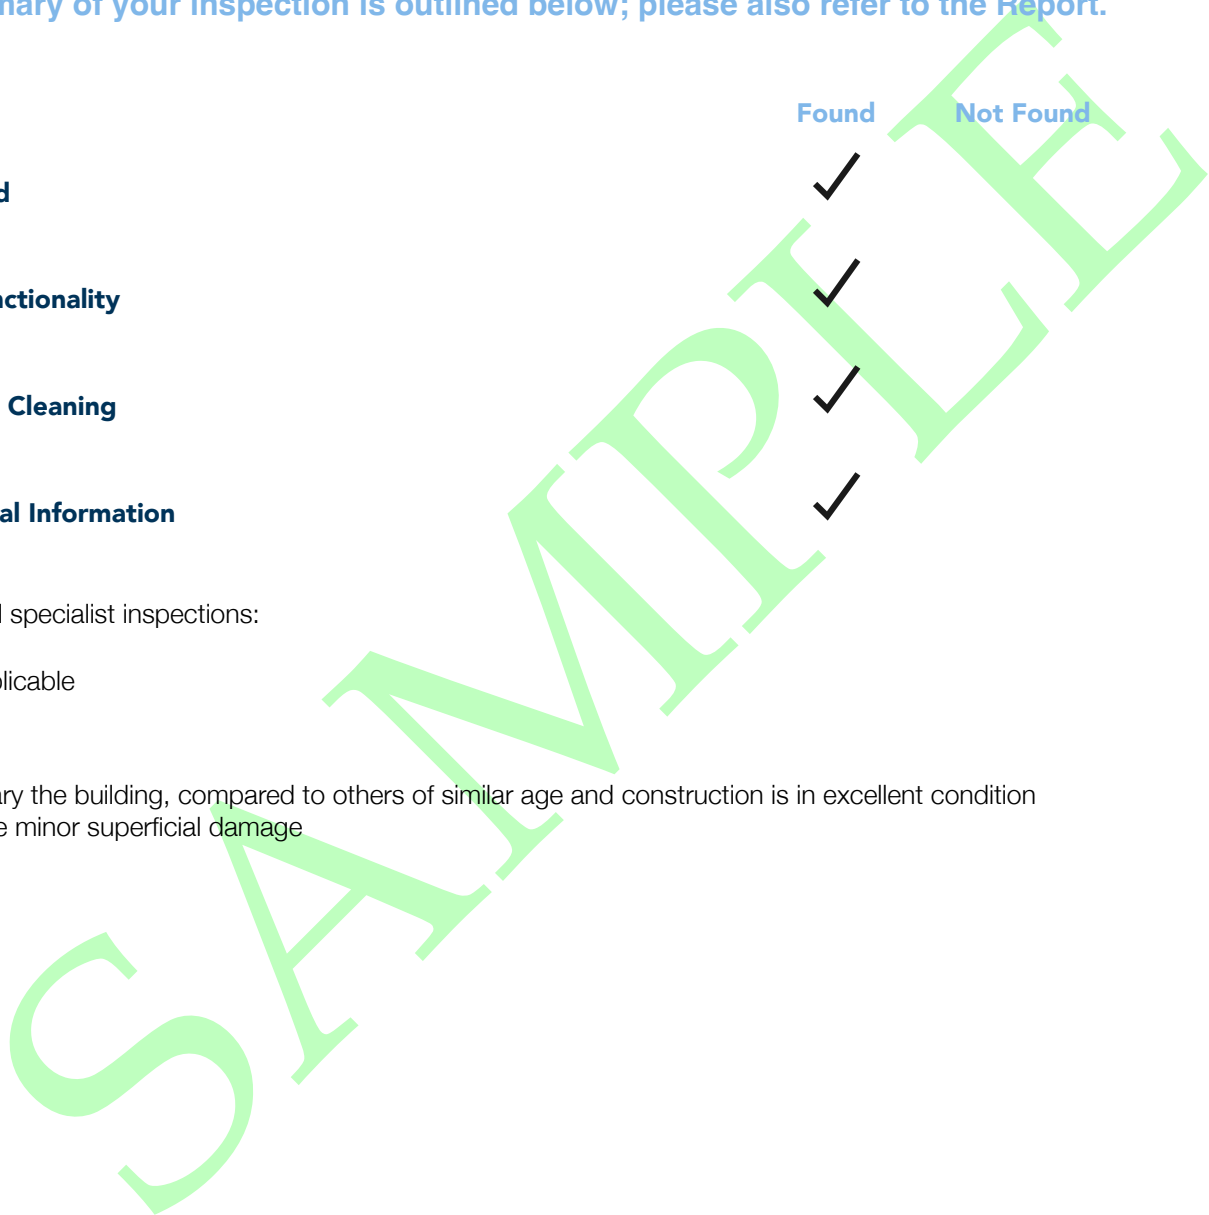 mary of your inspection is outlined below; please also refer to the Report.
Found Not Found
d
nctionality
Cleaning
al Information
specialist inspections:
licable
ry the building, compared to others of similar age and construction is in excellent condition
e minor superficial damage
SAMPLE